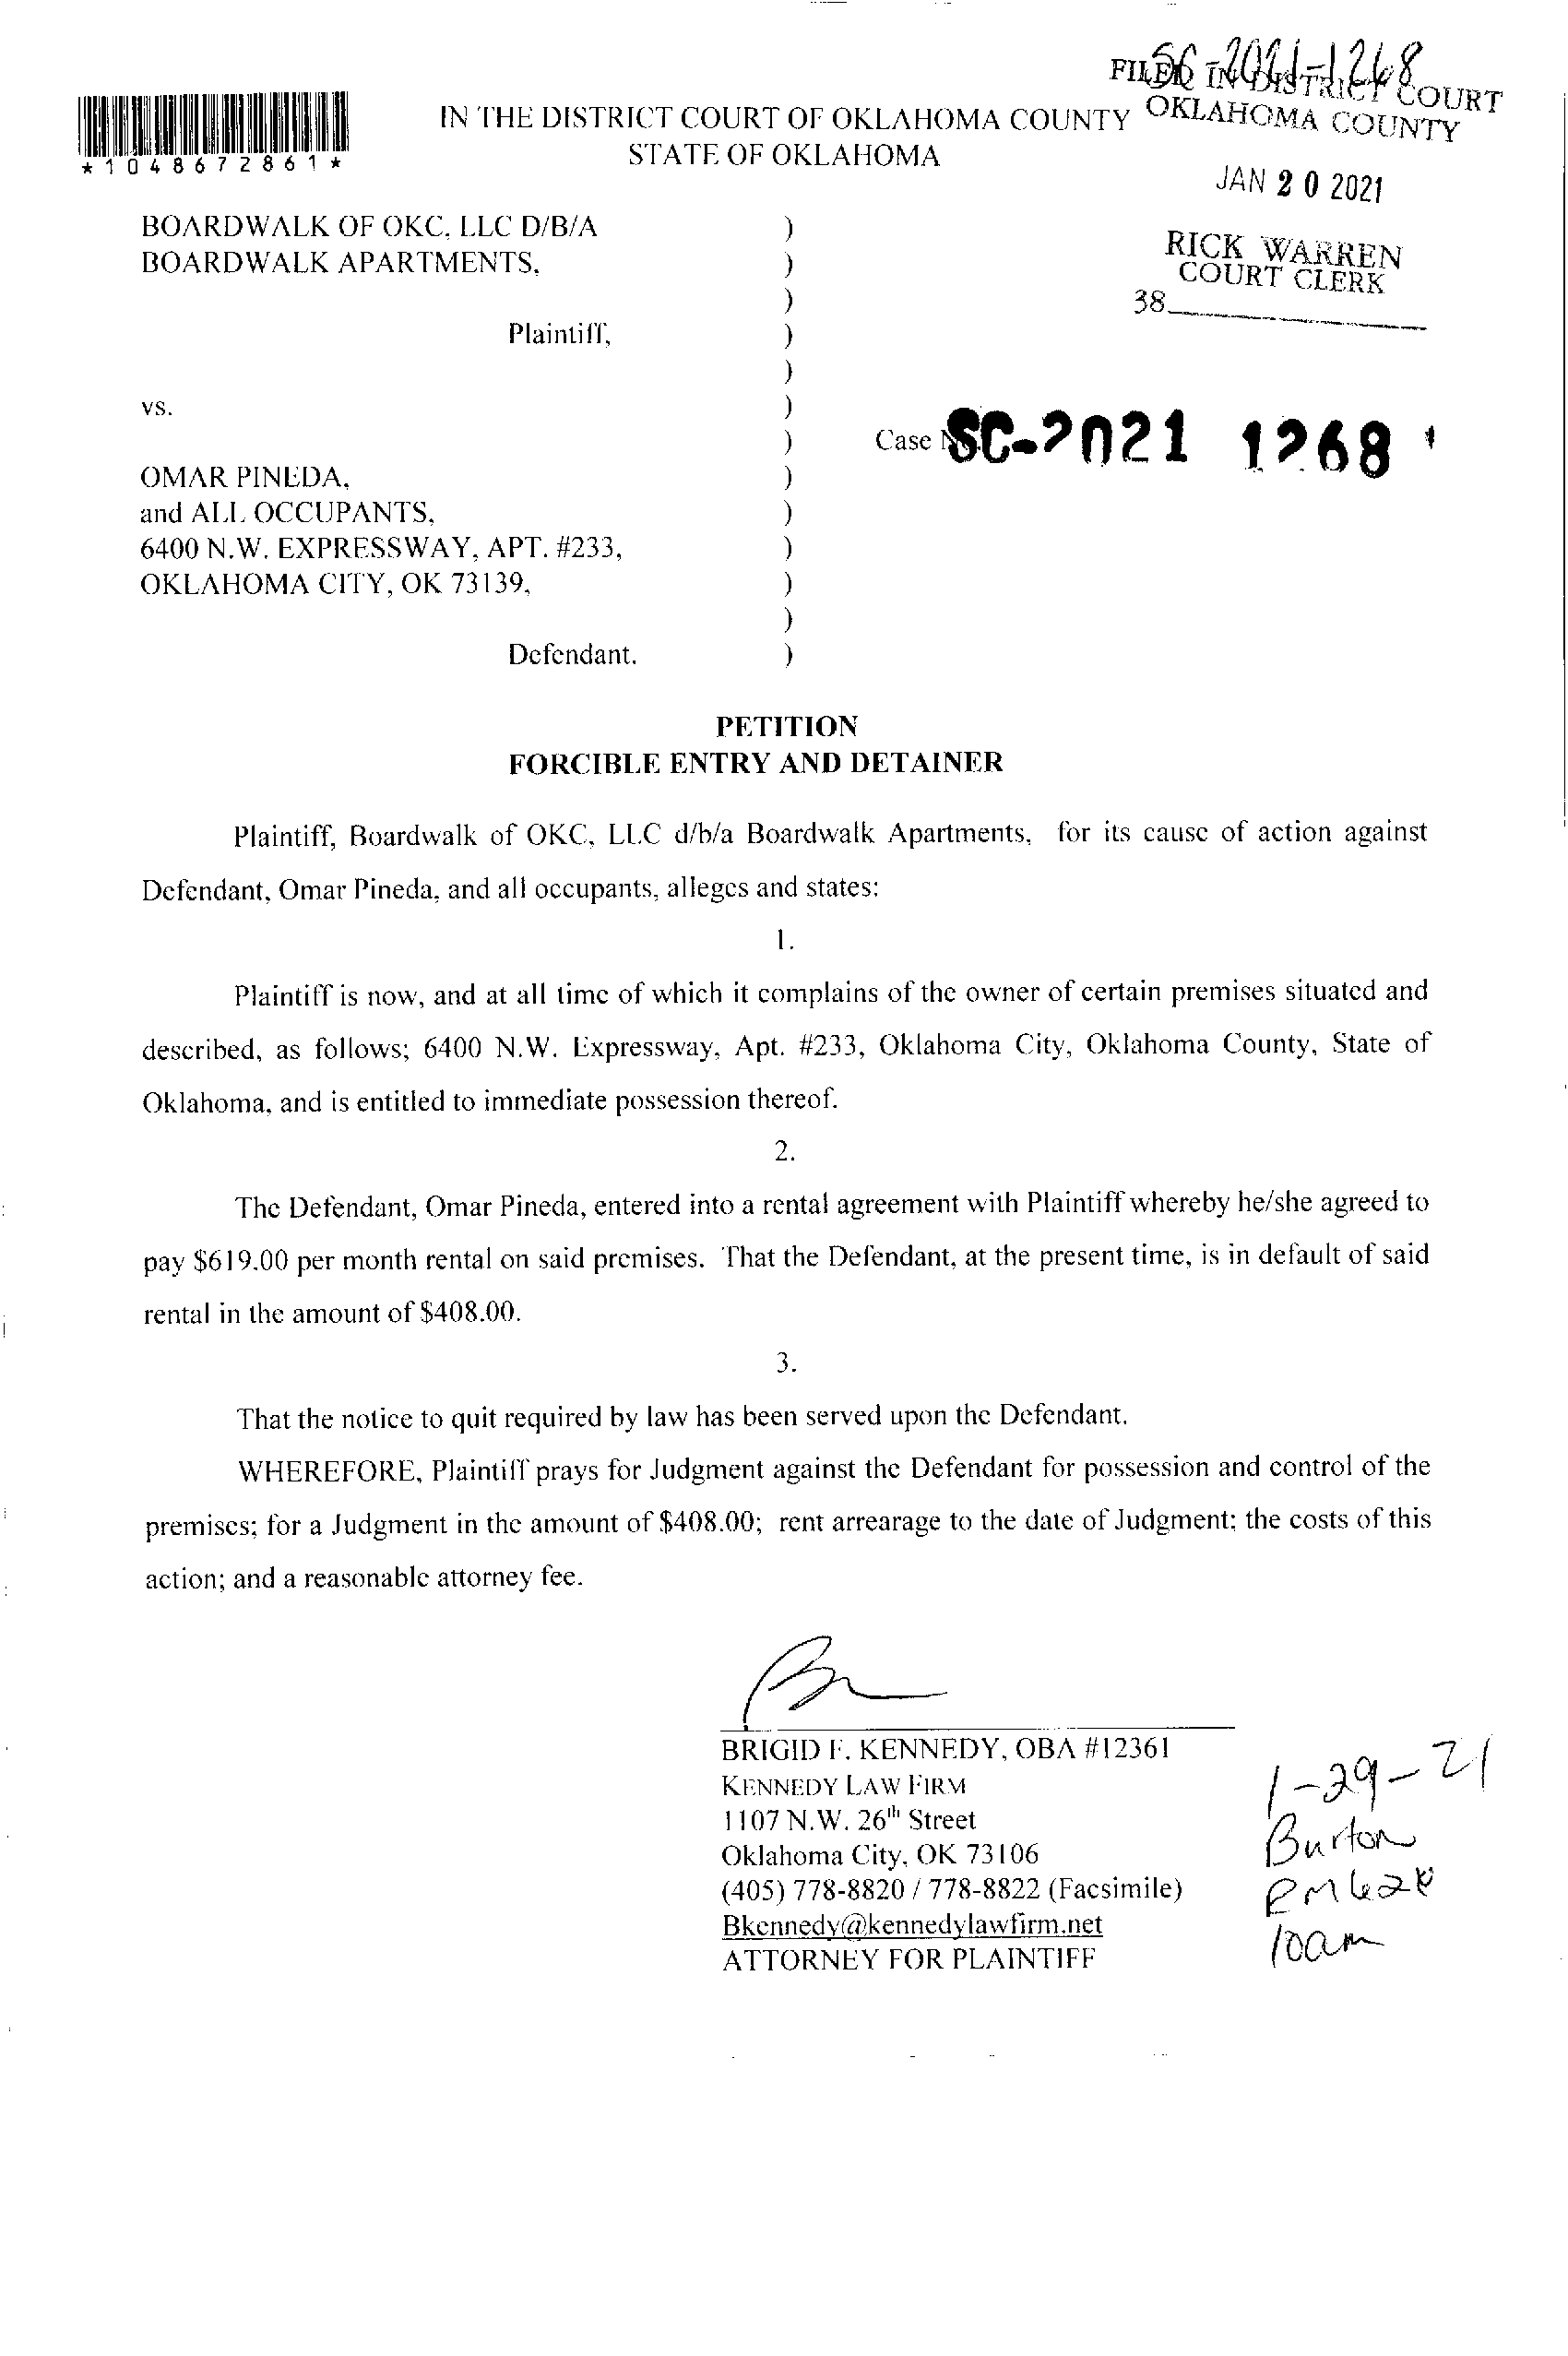 SC-2021-1268
FILED IN DISTRICT COURT
OKLAHOMA COUNTY
JAN 20 2021
RICK WARREN
COURT CLERK
38
*1048672861*
IN THE DISTRICT COURT OF OKLAHOMA COUNTY
STATE OF OKLAHOMA
BOARDWALK OF OKC, LLC D/B/A )
BOARDWALK APARTMENTS, )
)
Plaintiff, )
)
vs. )
) Case No. SC-2021 1268
OMAR PINEDA, )
and ALL OCCUPANTS, )
6400 N.W. EXPRESSWAY, APT. #233, )
OKLAHOMA CITY, OK 73139, )
)
Defendant. )
PETITION
FORCIBLE ENTRY AND DETAINER
Plaintiff, Boardwalk of OKC, LLC d/b/a Boardwalk Apartments, for its cause of action against
Defendant, Omar Pineda, and all occupants, alleges and states:
1.
Plaintiff is now, and at all time of which it complains of the owner of certain premises situated and
described, as follows; 6400 N.W. Expressway, Apt. #233, Oklahoma City, Oklahoma County, State of
Oklahoma, and is entitled to immediate possession thereof.
2.
The Defendant, Omar Pineda, entered into a rental agreement with Plaintiff whereby he/she agreed to
pay $619.00 per month rental on said premises. That the Defendant, at the present time, is in default of said
rental in the amount of $408.00.
3.
That the notice to quit required by law has been served upon the Defendant.
WHEREFORE, Plaintiff prays for Judgment against the Defendant for possession and control of the
premises; for a Judgment in the amount of $408.00; rent arrearage to the date of Judgment; the costs of this
action; and a reasonable attorney fee.
BRIGID F. KENNEDY, OBA #12361
KENNEDY LAW FIRM
1107 N.W. 26th Street
Oklahoma City, OK 73106
(405) 778-8820 / 778-8822 (Facsimile)
Bkennedy@kennedylawfirm.net
ATTORNEY FOR PLAINTIFF
1-29-21
Burton
10am